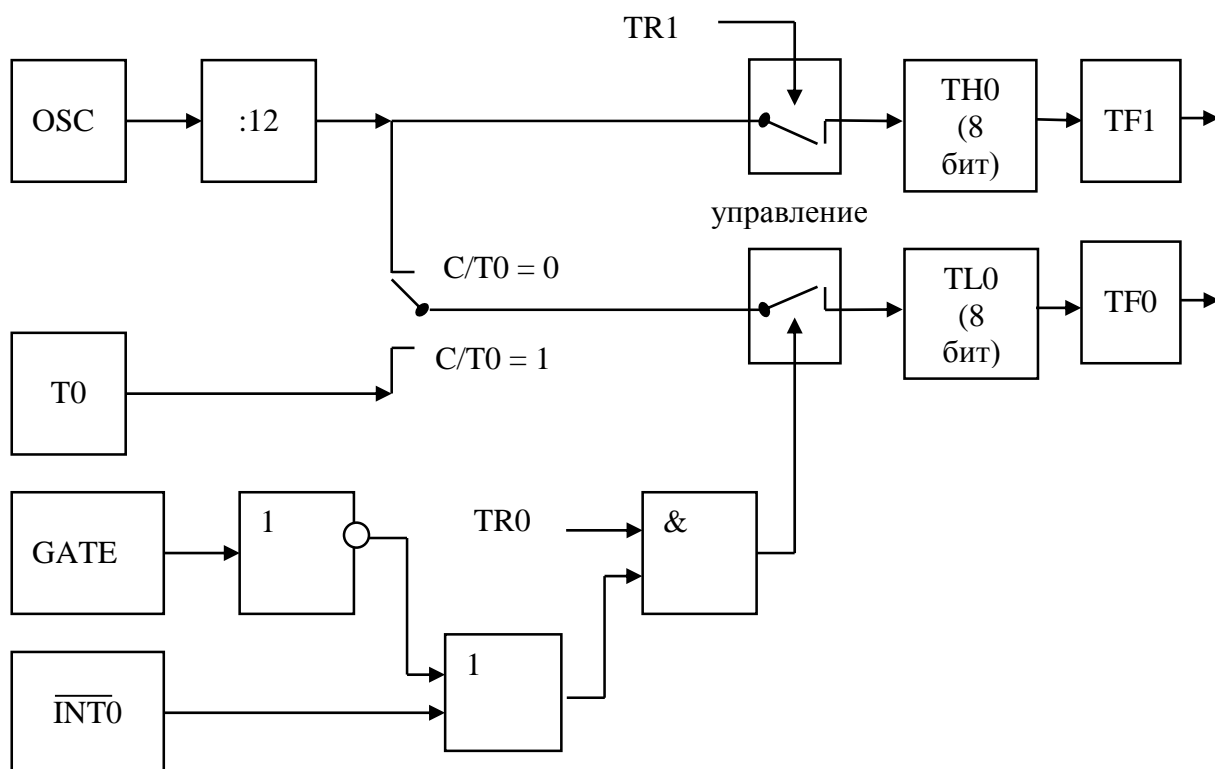 TR1
OSC
:12
TH0
(8
бит)
TF1
управление
C/T0 = 0
TL0
(8
бит)
TF0
C/T0 = 1
T0
GATE
1
TR0
&
1
INT0